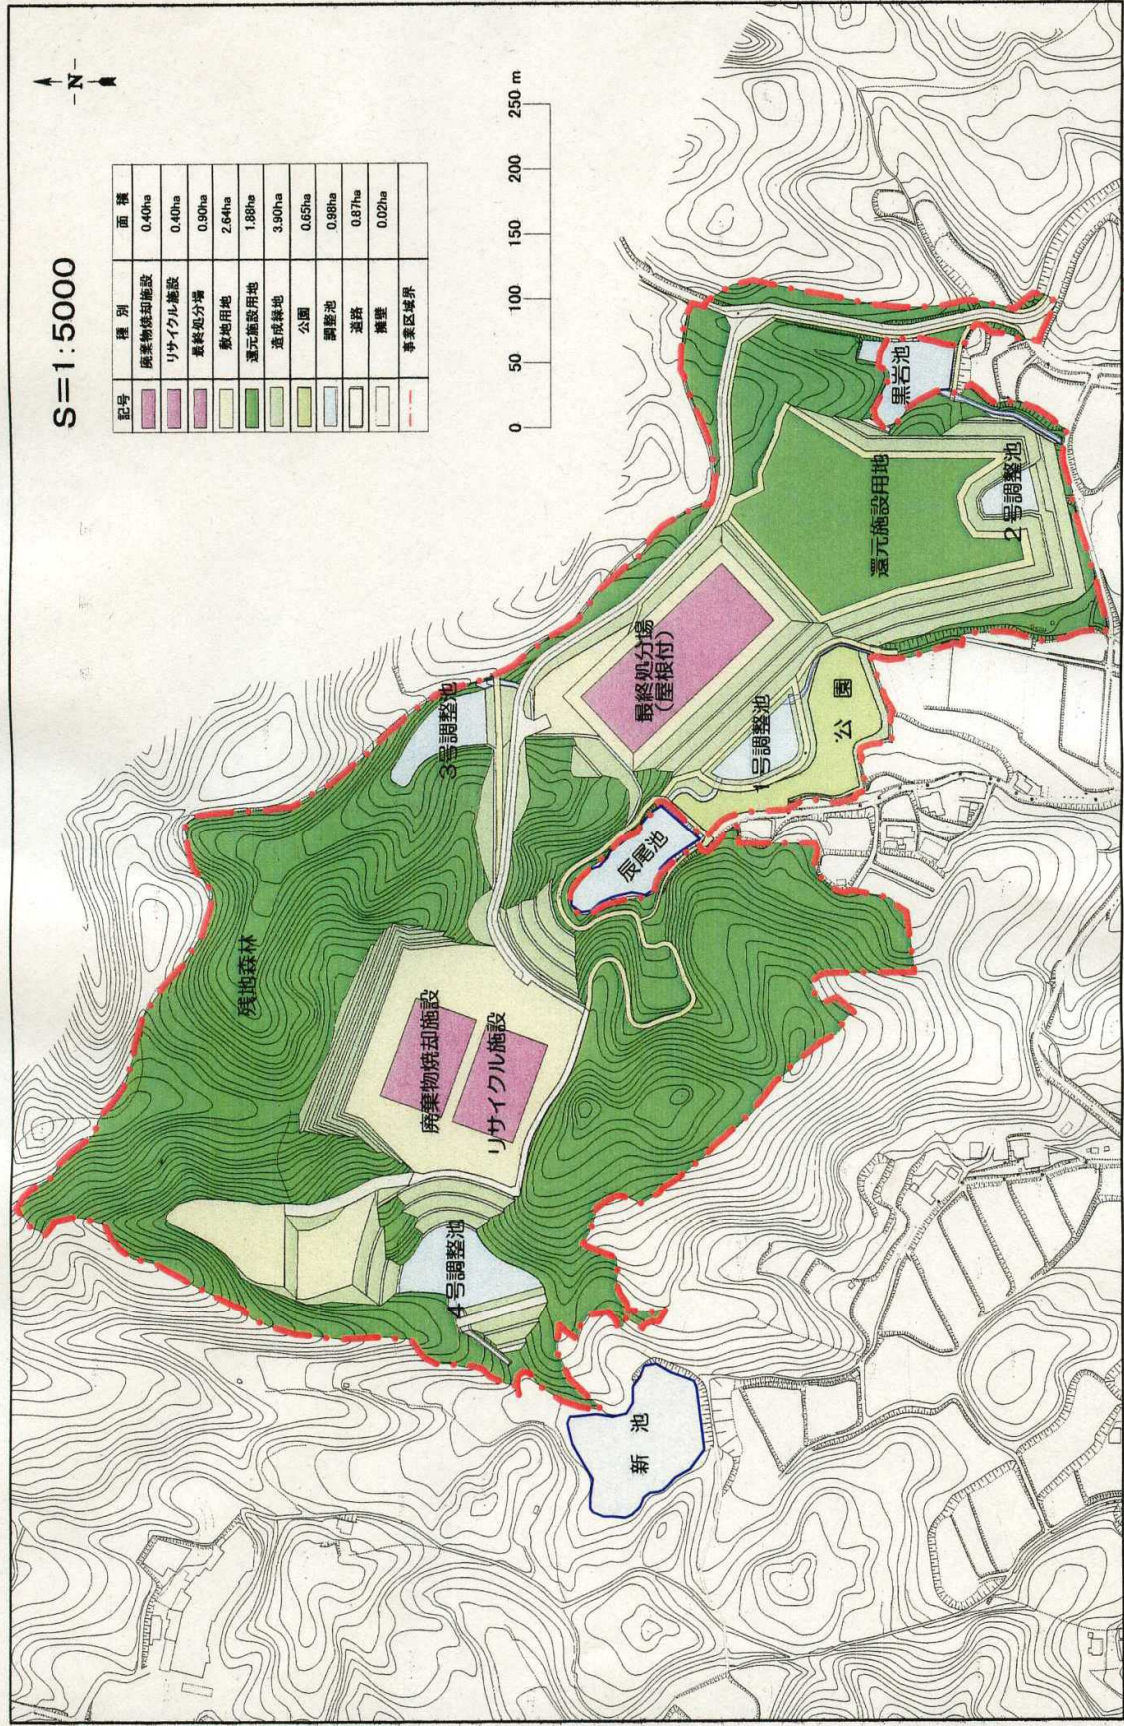 S=1:5000
-N-
記号 種別 面積
廃棄物焼却施設 0.40ha
リサイクル施設 0.40ha
最終処分場 0.90ha
敷地用地 2.64ha
還元施設用地 1.88ha
造成緑地 3.90ha
公園 0.65ha
調整池 0.98ha
道路 0.87ha
擁壁 0.02ha
事業区域界
0 50 100 150 200 250 m
残地森林
3号調整池
廃棄物焼却施設
リサイクル施設
4号調整池
辰尾池
最終処分場
(屋根付)
1号調整池
公園
還元施設用地
黒岩池
2号調整池
新池